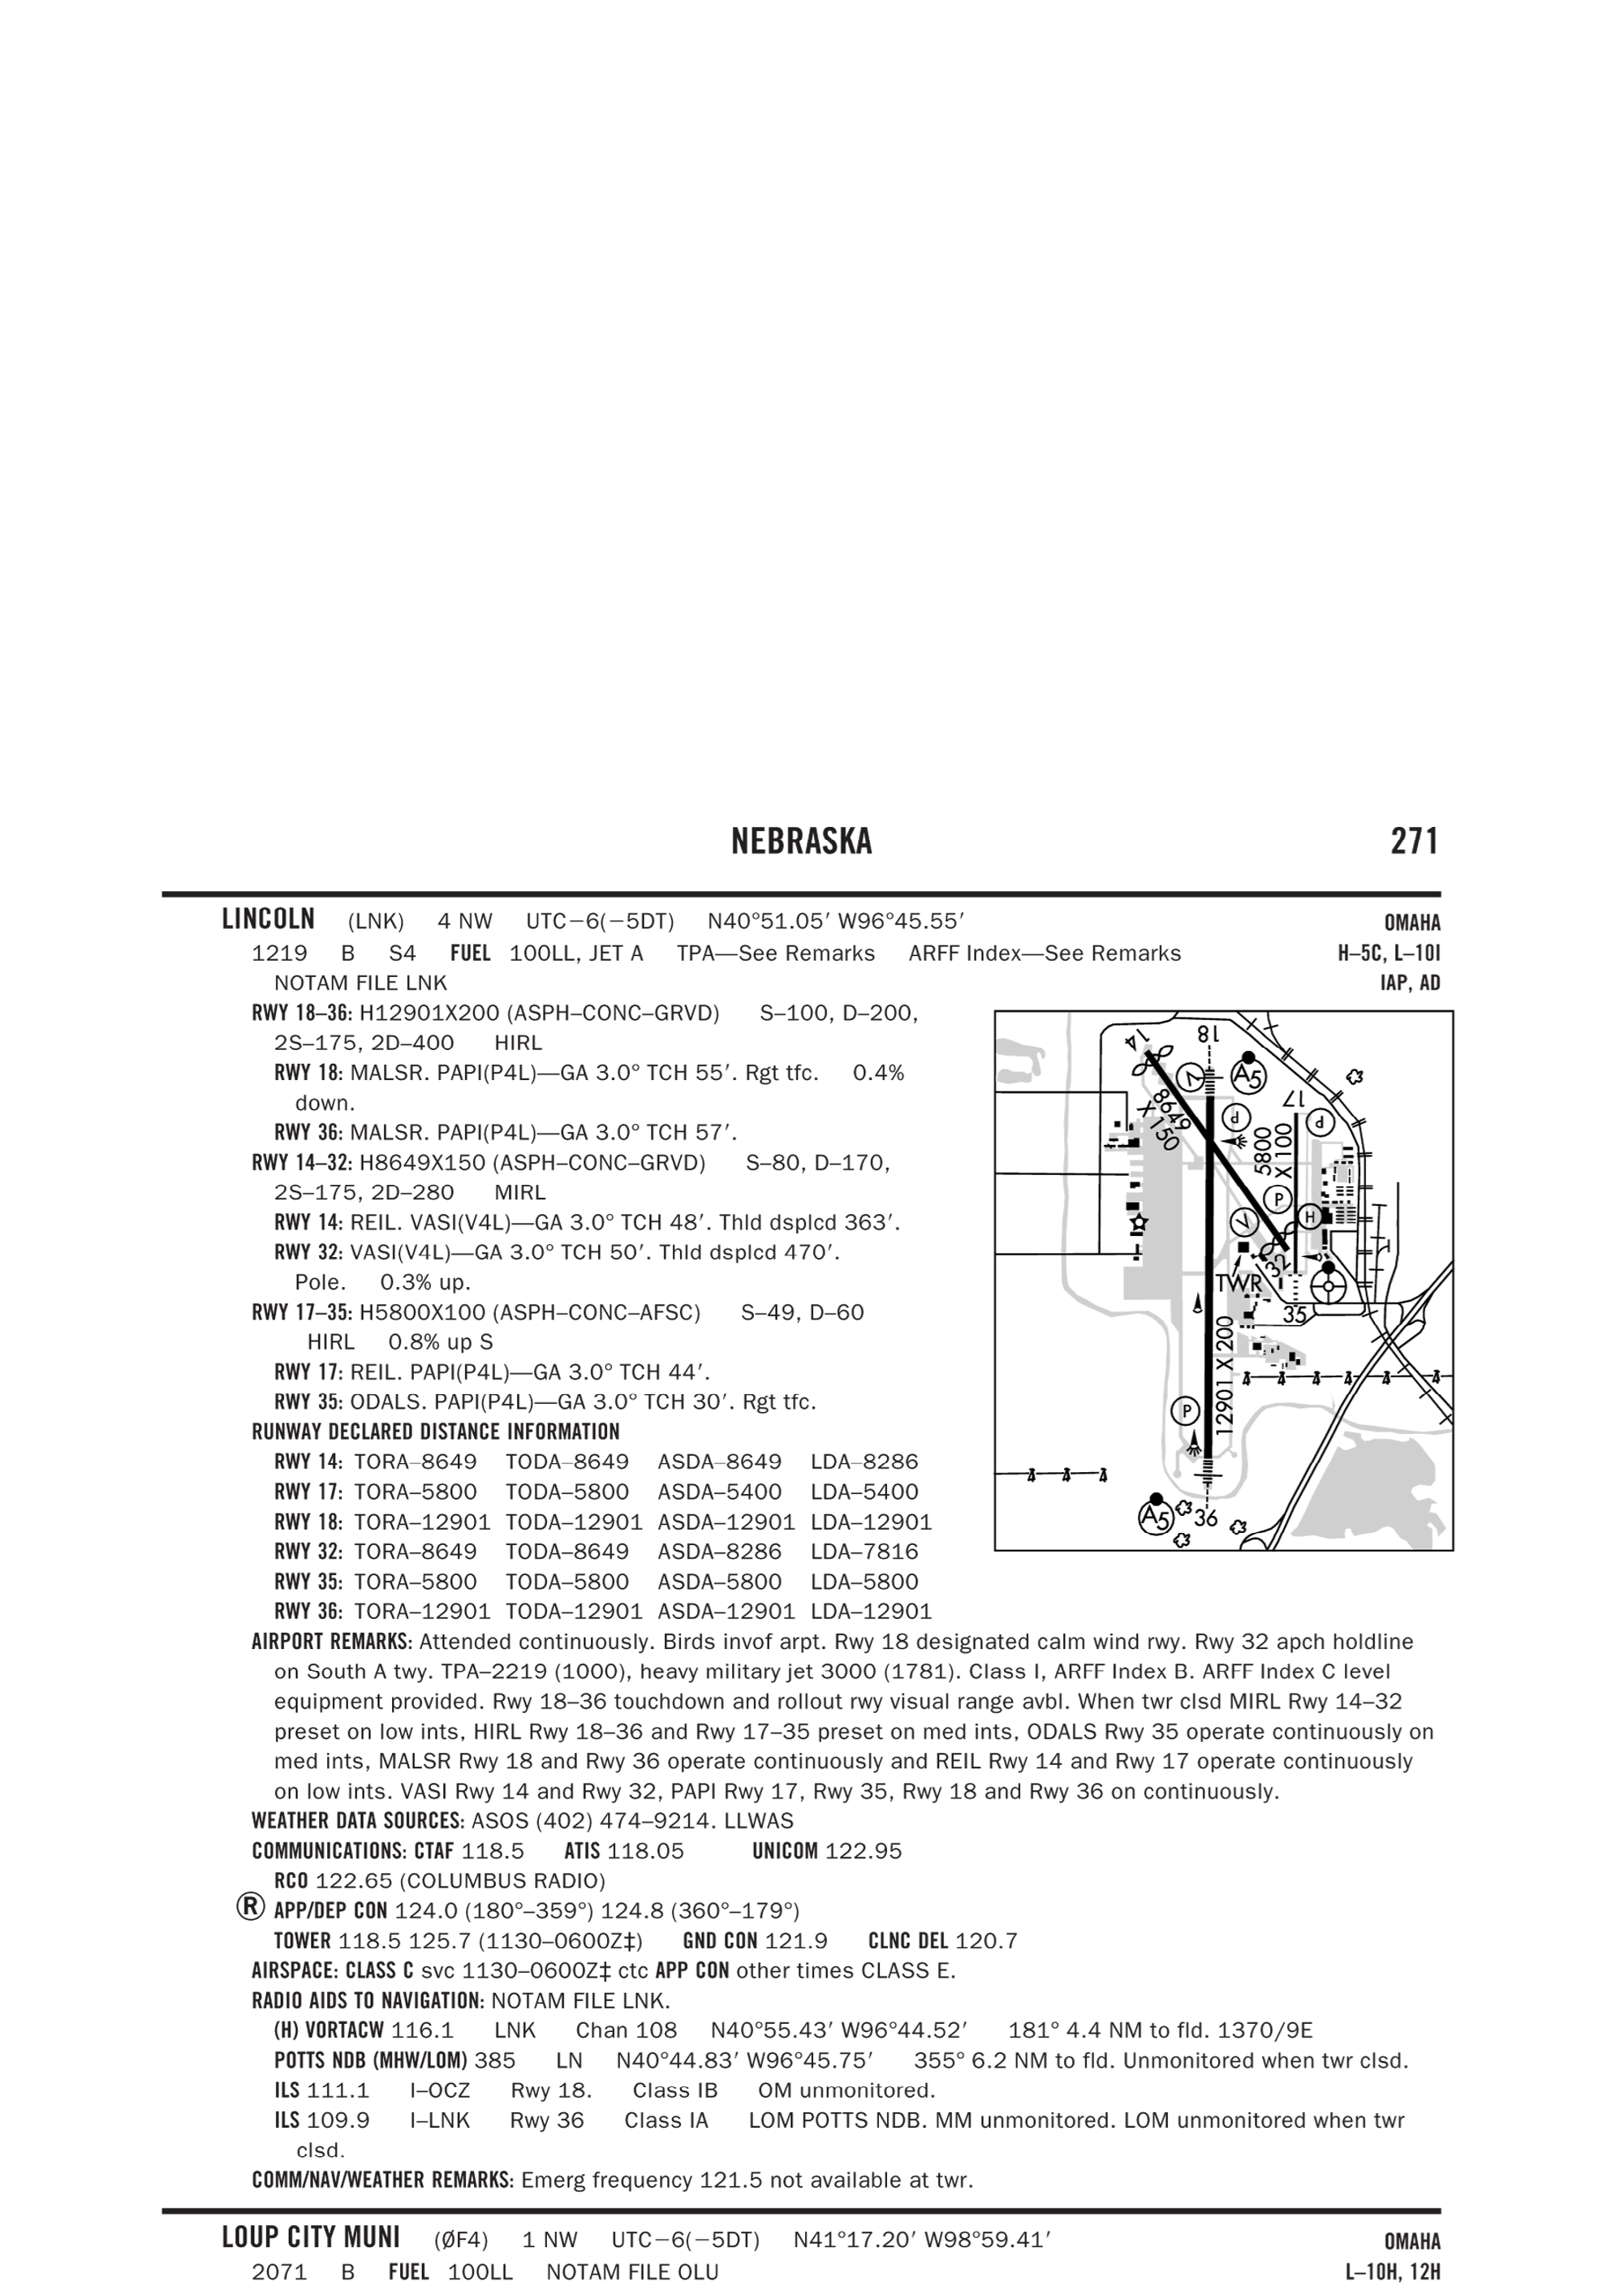 NEBRASKA 271
LINCOLN (LNK) 4 NW UTC−6(−5DT) N40°51.05′ W96°45.55′ OMAHA
1219 B S4 FUEL 100LL, JET A TPA—See Remarks ARFF Index—See Remarks H–5C, L–10I
NOTAM FILE LNK IAP, AD
RWY 18–36: H12901X200 (ASPH–CONC–GRVD) S–100, D–200,
2S–175, 2D–400 HIRL
RWY 18: MALSR. PAPI(P4L)—GA 3.0° TCH 55′. Rgt tfc. 0.4%
down.
RWY 36: MALSR. PAPI(P4L)—GA 3.0° TCH 57′.
RWY 14–32: H8649X150 (ASPH–CONC–GRVD) S–80, D–170,
2S–175, 2D–280 MIRL
RWY 14: REIL. VASI(V4L)—GA 3.0° TCH 48′. Thld dsplcd 363′.
RWY 32: VASI(V4L)—GA 3.0° TCH 50′. Thld dsplcd 470′.
Pole. 0.3% up.
RWY 17–35: H5800X100 (ASPH–CONC–AFSC) S–49, D–60
HIRL 0.8% up S
RWY 17: REIL. PAPI(P4L)—GA 3.0° TCH 44′.
RWY 35: ODALS. PAPI(P4L)—GA 3.0° TCH 30′. Rgt tfc.
RUNWAY DECLARED DISTANCE INFORMATION
RWY 14: TORA–8649 TODA–8649 ASDA–8649 LDA–8286
RWY 17: TORA–5800 TODA–5800 ASDA–5400 LDA–5400
RWY 18: TORA–12901 TODA–12901 ASDA–12901 LDA–12901
RWY 32: TORA–8649 TODA–8649 ASDA–8286 LDA–7816
RWY 35: TORA–5800 TODA–5800 ASDA–5800 LDA–5800
RWY 36: TORA–12901 TODA–12901 ASDA–12901 LDA–12901
14
18
A5
V
P
17
P
8649
X 150
5800
X 100
P
H
V
32
TWR
35
12901 X 200
P
A5
36
AIRPORT REMARKS: Attended continuously. Birds invof arpt. Rwy 18 designated calm wind rwy. Rwy 32 apch holdline
on South A twy. TPA–2219 (1000), heavy military jet 3000 (1781). Class I, ARFF Index B. ARFF Index C level
equipment provided. Rwy 18–36 touchdown and rollout rwy visual range avbl. When twr clsd MIRL Rwy 14–32
preset on low ints, HIRL Rwy 18–36 and Rwy 17–35 preset on med ints, ODALS Rwy 35 operate continuously on
med ints, MALSR Rwy 18 and Rwy 36 operate continuously and REIL Rwy 14 and Rwy 17 operate continuously
on low ints. VASI Rwy 14 and Rwy 32, PAPI Rwy 17, Rwy 35, Rwy 18 and Rwy 36 on continuously.
WEATHER DATA SOURCES: ASOS (402) 474–9214. LLWAS
COMMUNICATIONS: CTAF 118.5 ATIS 118.05 UNICOM 122.95
RCO 122.65 (COLUMBUS RADIO)
Ⓡ APP/DEP CON 124.0 (180°–359°) 124.8 (360°–179°)
TOWER 118.5 125.7 (1130–0600Z‡) GND CON 121.9 CLNC DEL 120.7
AIRSPACE: CLASS C svc 1130–0600Z‡ ctc APP CON other times CLASS E.
RADIO AIDS TO NAVIGATION: NOTAM FILE LNK.
(H) VORTACW 116.1 LNK Chan 108 N40°55.43′ W96°44.52′ 181° 4.4 NM to fld. 1370/9E
POTTS NDB (MHW/LOM) 385 LN N40°44.83′ W96°45.75′ 355° 6.2 NM to fld. Unmonitored when twr clsd.
ILS 111.1 I–OCZ Rwy 18. Class IB OM unmonitored.
ILS 109.9 I–LNK Rwy 36 Class IA LOM POTTS NDB. MM unmonitored. LOM unmonitored when twr
clsd.
COMM/NAV/WEATHER REMARKS: Emerg frequency 121.5 not available at twr.
LOUP CITY MUNI (ØF4) 1 NW UTC−6(−5DT) N41°17.20′ W98°59.41′ OMAHA
2071 B FUEL 100LL NOTAM FILE OLU L–10H, 12H